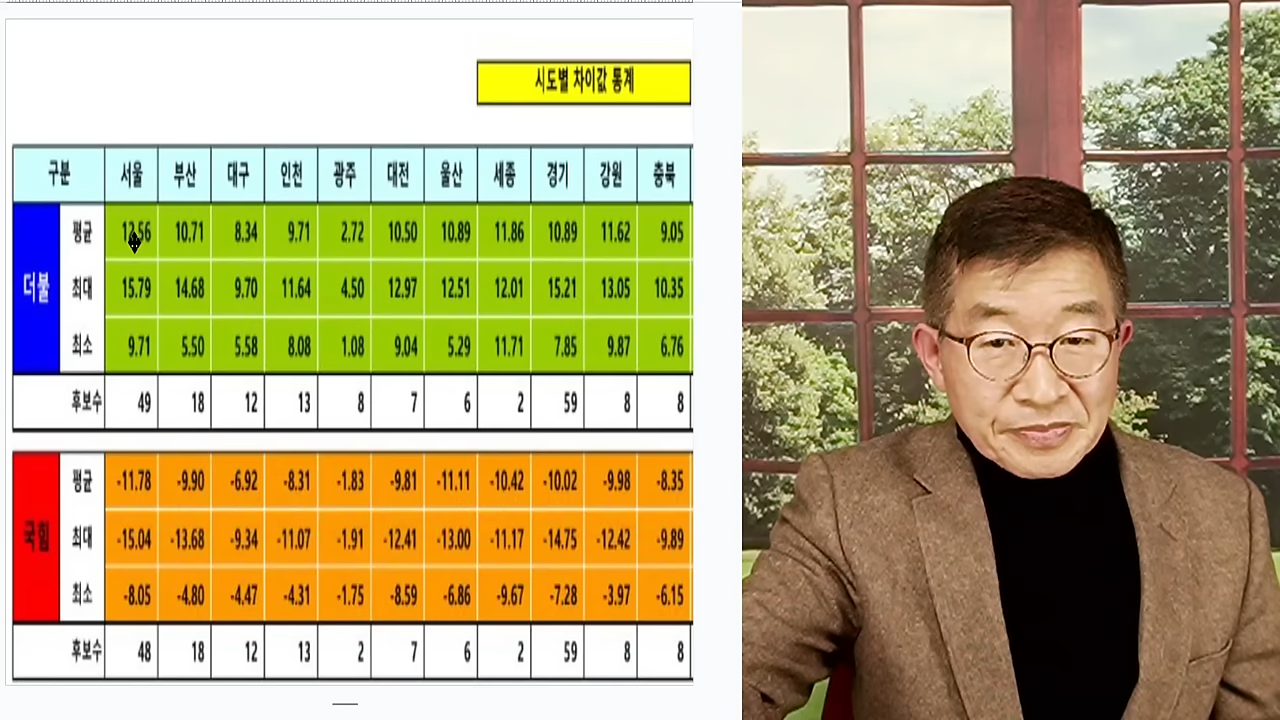 시도별 차이값 통계
구분 서울 부산 대구 인천 광주 대전 울산 세종 경기 강원 충북
더불
평균 12.56 10.71 8.34 9.71 2.72 10.50 10.89 11.86 10.89 11.62 9.05
최대 15.79 14.68 9.70 11.64 4.50 12.97 12.51 12.01 15.21 13.05 10.35
최소 9.71 5.50 5.58 8.08 1.08 9.04 5.29 11.71 7.85 9.87 6.76
후보수 49 18 12 13 8 7 6 2 59 8 8
국힘
평균 -11.78 -9.90 -6.92 -8.31 -1.83 -9.81 -11.11 -10.42 -10.02 -9.98 -8.35
최대 -15.04 -13.68 -9.34 -11.07 -1.91 -12.41 -13.00 -11.17 -14.75 -12.42 -9.89
최소 -8.05 -4.80 -4.47 -4.31 -1.75 -8.59 -6.86 -9.67 -7.28 -3.97 -6.15
후보수 48 18 12 13 2 7 6 2 59 8 8